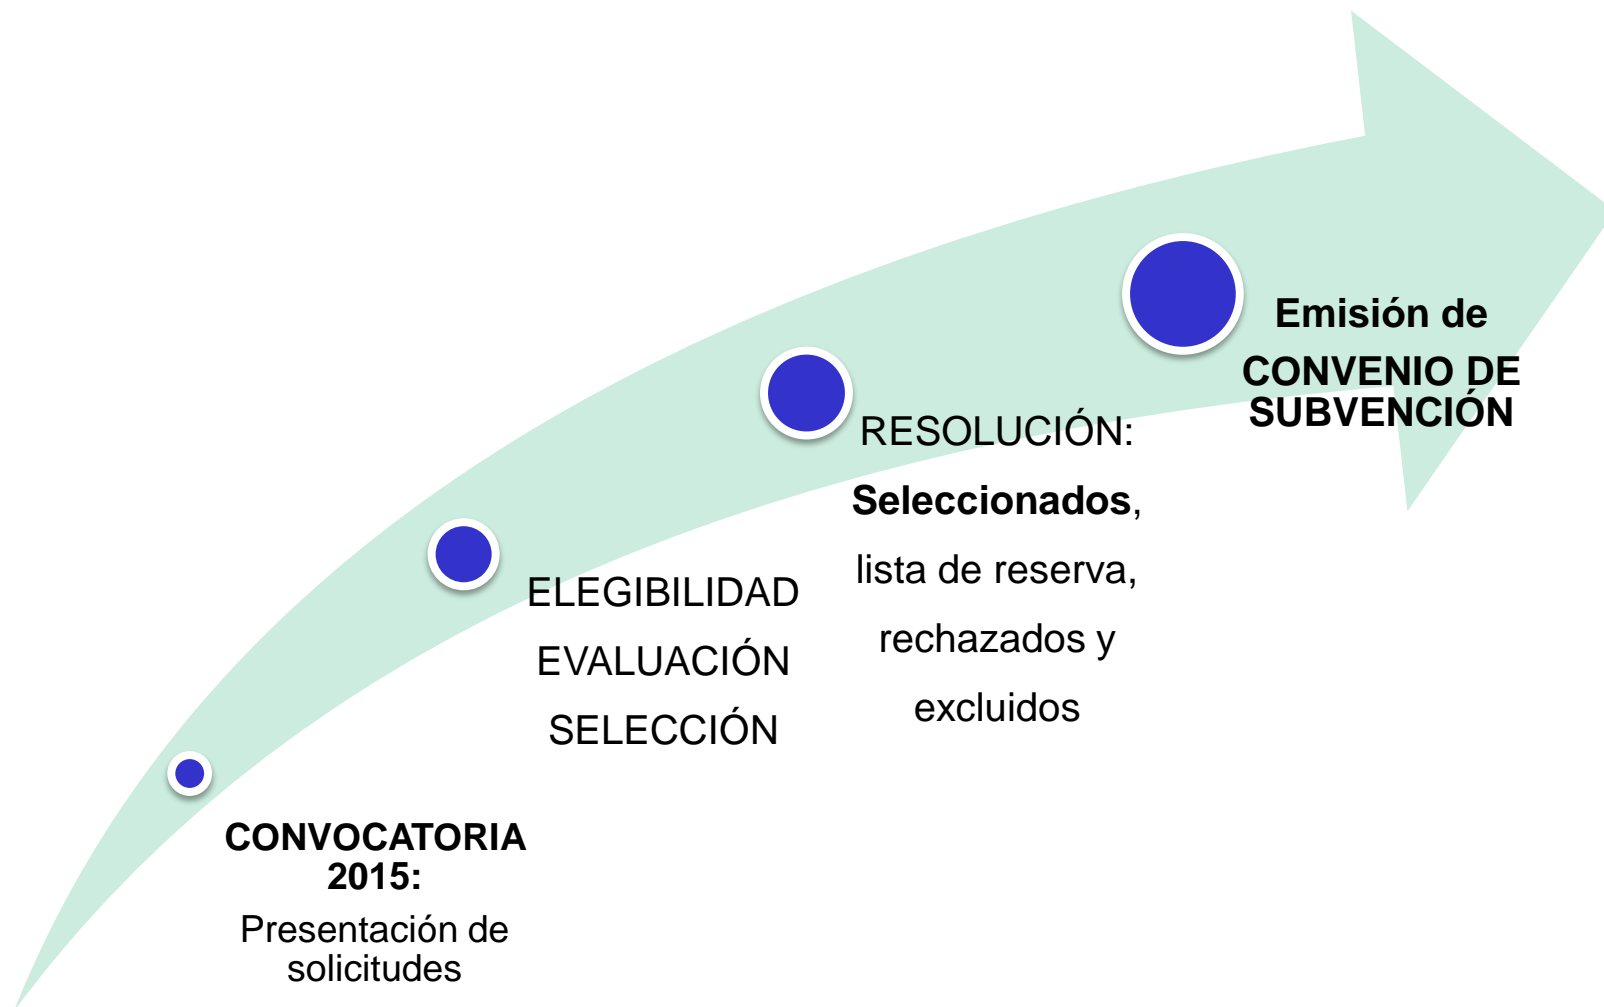 CONVOCATORIA
2015:
Presentación de
solicitudes
ELEGIBILIDAD
EVALUACIÓN
SELECCIÓN
RESOLUCIÓN:
Seleccionados,
lista de reserva,
rechazados y
excluidos
Emisión de
CONVENIO DE
SUBVENCIÓN